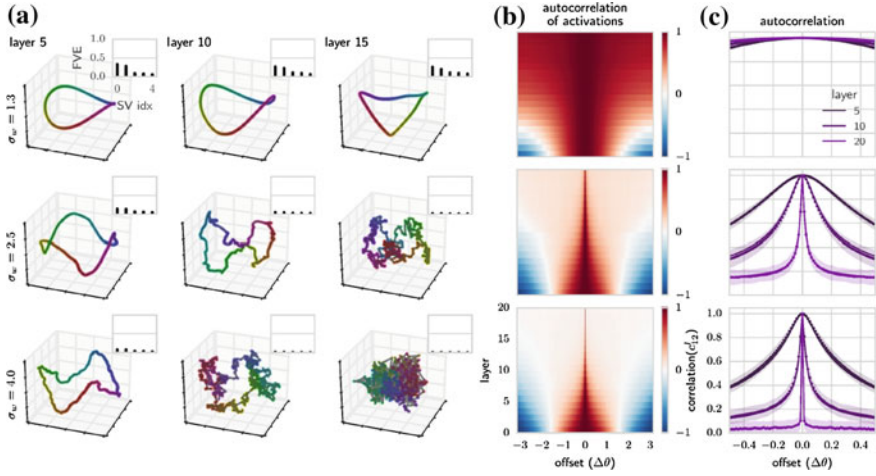 (a)
layer 5
layer 10
layer 15
FVE
1.0
0.5
0.0
0 4
SV idx
σw = 1.3
σw = 2.5
σw = 4.0
(b)
autocorrelation
of activations
1
0
−1
1
0
−1
20
15
10
5
0
layer
1
0
−1
−3 −2 −1 0 1 2 3
offset (Δθ)
(c)
autocorrelation
layer
5
10
20
correlation(c^l_12)
1.0
0.8
0.6
0.4
0.2
0.0
−0.4 −0.2 0.0 0.2 0.4
offset (Δθ)